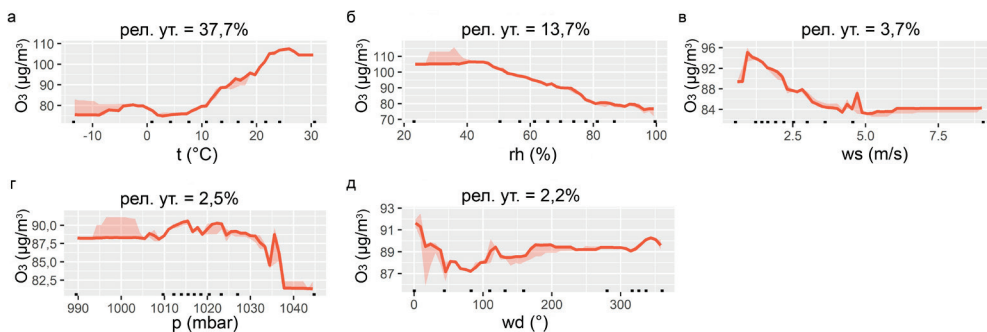 а
рел. ут. = 37,7%
O₃ (µg/m³)
110
100
90
80
-10
0
10
20
30
t (°C)
б
рел. ут. = 13,7%
O₃ (µg/m³)
110
100
90
80
70
40
60
80
100
rh (%)
в
рел. ут. = 3,7%
O₃ (µg/m³)
96
92
88
84
2.5
5.0
7.5
ws (m/s)
г
рел. ут. = 2,5%
O₃ (µg/m³)
90,0
87,5
85,0
82,5
990
1000
1010
1020
1030
1040
p (mbar)
д
рел. ут. = 2,2%
O₃ (µg/m³)
93
91
89
87
0
100
200
300
wd (°)